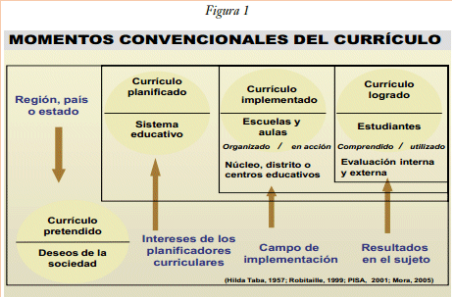 Figura 1
MOMENTOS CONVENCIONALES DEL CURRÍCULO
Región, país
o estado
Currículo
pretendido
Deseos de la
sociedad
Currículo
planificado
Sistema
educativo
Intereses de los
planificadores
curriculares
Currículo
implementado
Escuelas y
aulas
Organizado / en acción
Núcleo, distrito o
centros educativos
Campo de
implementación
Currículo
logrado
Estudiantes
Comprendido / utilizado
Evaluación interna
y externa
Resultados
en el sujeto
(Hilda Taba, 1957; Robitaille, 1999; PISA, 2001; Mora, 2005)